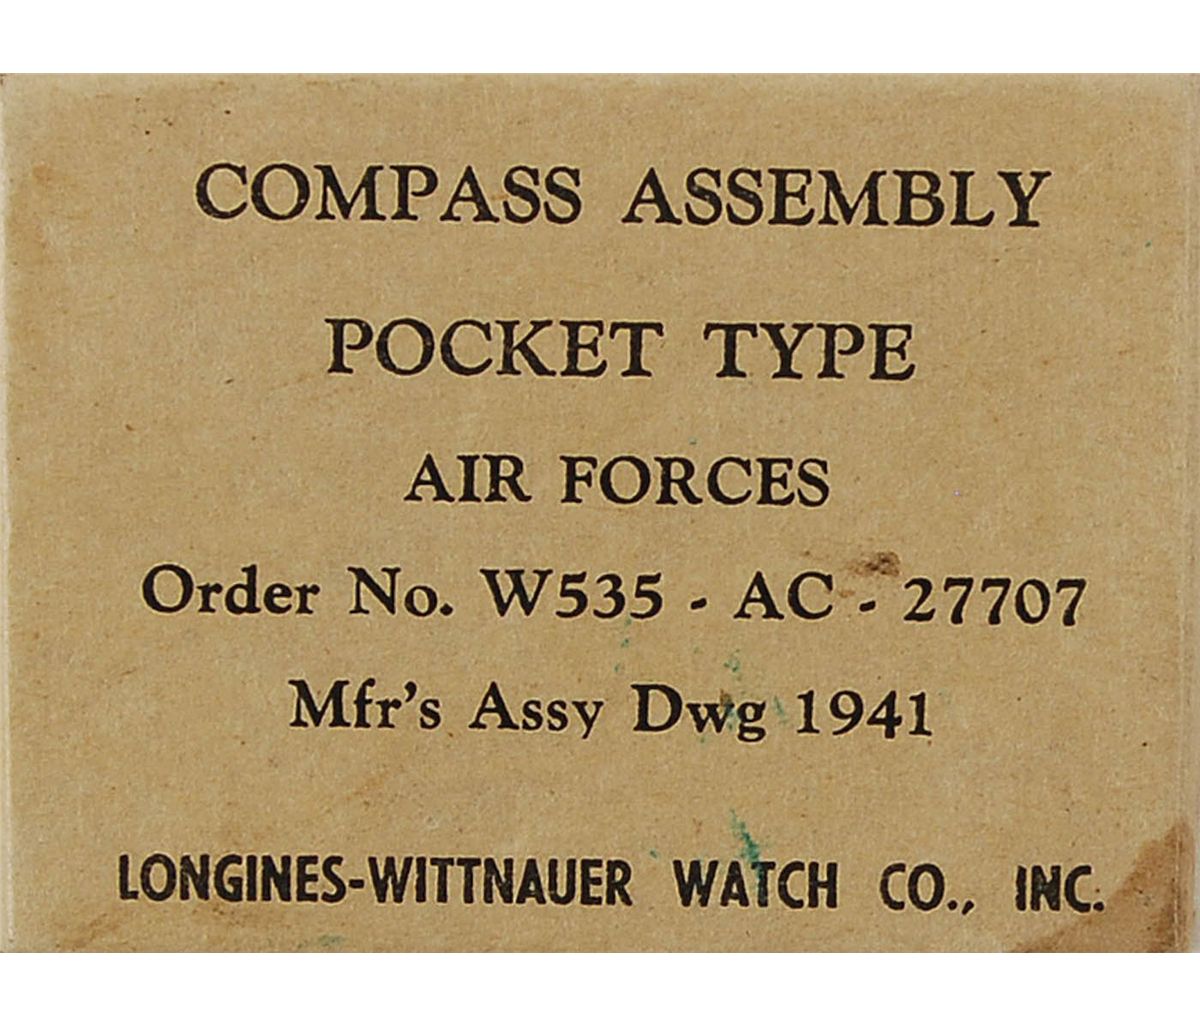 COMPASS ASSEMBLY
POCKET TYPE
AIR FORCES
Order No. W535 - AC - 27707
Mfr's Assy Dwg 1941
LONGINES-WITTNAUER WATCH CO., INC.